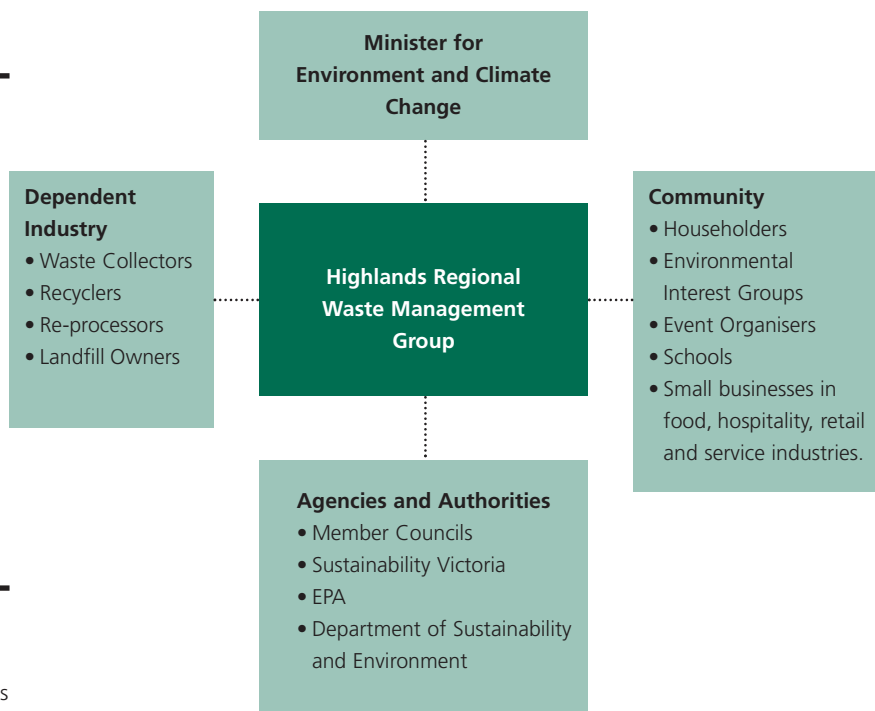 Minister for
Environment and Climate
Change
Dependent
Industry
• Waste Collectors
• Recyclers
• Re-processors
• Landfill Owners
Highlands Regional
Waste Management
Group
Community
• Householders
• Environmental
Interest Groups
• Event Organisers
• Schools
• Small businesses in
food, hospitality, retail
and service industries.
Agencies and Authorities
• Member Councils
• Sustainability Victoria
• EPA
• Department of Sustainability
and Environment
s